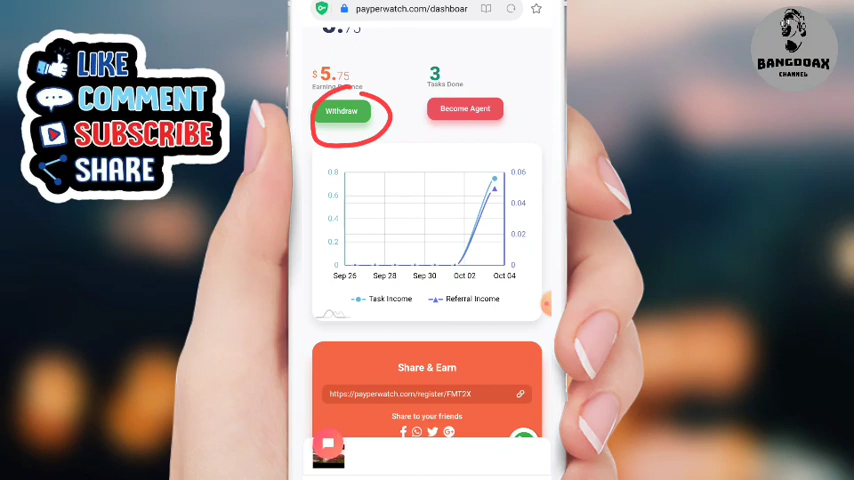 payperwatch.com/dashboar
LIKE
COMMENT
SUBSCRIBE
SHARE
BANGDOAX
CHANNEL
$ 5.75
Earning Balance
3
Tasks Done
Withdraw
Become Agent
0.8
0.6
0.4
0.2
0
0.06
0.04
0.02
0
Sep 26 Sep 28 Sep 30 Oct 02 Oct 04
Task Income Referral Income
Share & Earn
https://payperwatch.com/register/FMT2X
Share to your friends